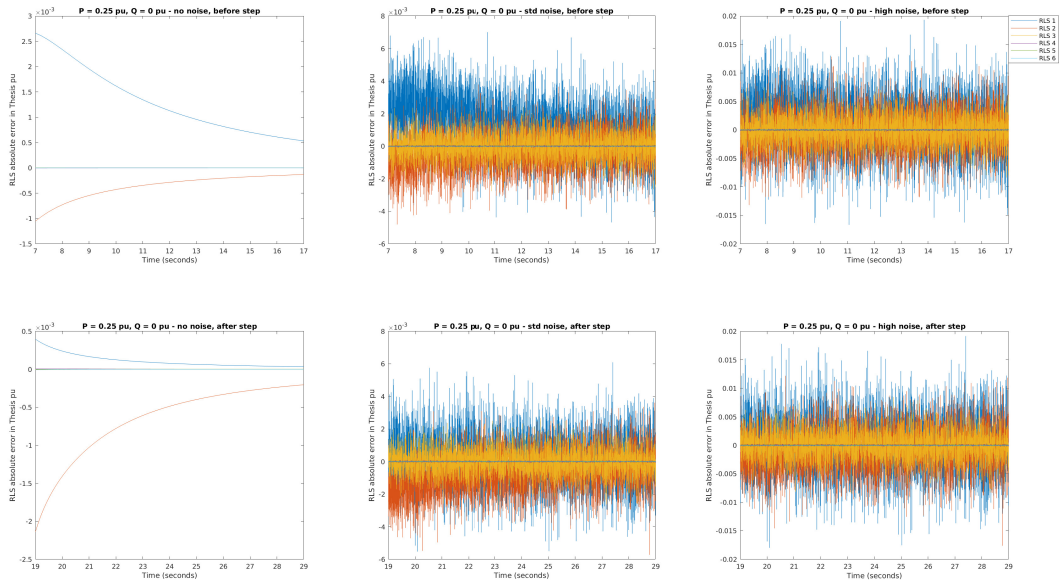 P = 0.25 pu, Q = 0 pu - no noise, before step
×10⁻³
3
2.5
2
1.5
1
0.5
0
-0.5
-1
-1.5
RLS absolute error in Thesis pu
7 8 9 10 11 12 13 14 15 16 17
Time (seconds)
P = 0.25 pu, Q = 0 pu - std noise, before step
×10⁻³
8
6
4
2
0
-2
-4
-6
RLS absolute error in Thesis pu
7 8 9 10 11 12 13 14 15 16 17
Time (seconds)
P = 0.25 pu, Q = 0 pu - high noise, before step
0.02
0.015
0.01
0.005
0
-0.005
-0.01
-0.015
0.02
RLS absolute error in Thesis pu
7 8 9 10 11 12 13 14 15 16 17
Time (seconds)
RLS 1
RLS 2
RLS 3
RLS 4
RLS 5
RLS 6
P = 0.25 pu, Q = 0 pu - no noise, after step
×10⁻³
0.5
0
-0.5
-1
-1.5
-2
-2.5
RLS absolute error in Thesis pu
19 20 21 22 23 24 25 26 27 28 29
Time (seconds)
P = 0.25 pu, Q = 0 pu - std noise, after step
×10⁻³
8
6
4
2
0
-2
-4
-6
RLS absolute error in Thesis pu
19 20 21 22 23 24 25 26 27 28 29
Time (seconds)
P = 0.25 pu, Q = 0 pu - high noise, after step
0.02
0.015
0.01
0.005
0
-0.005
-0.01
-0.015
0.02
RLS absolute error in Thesis pu
19 20 21 22 23 24 25 26 27 28 29
Time (seconds)